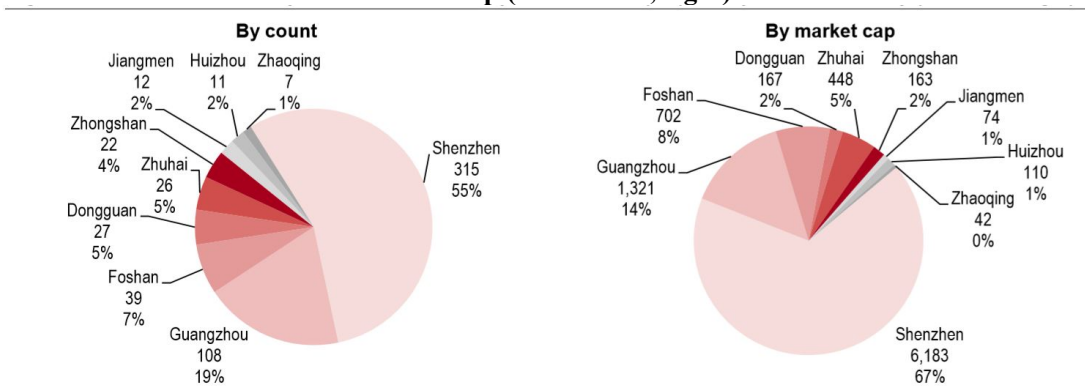 By count
Jiangmen
12
2%
Huizhou
11
2%
Zhaoqing
7
1%
Zhongshan
22
4%
Zhuhai
26
5%
Dongguan
27
5%
Foshan
39
7%
Guangzhou
108
19%
Shenzhen
315
55%
By market cap
Dongguan
167
2%
Zhuhai
448
5%
Zhongshan
163
2%
Foshan
702
8%
Jiangmen
74
1%
Guangzhou
1,321
14%
Huizhou
110
1%
Zhaoqing
42
0%
Shenzhen
6,183
67%